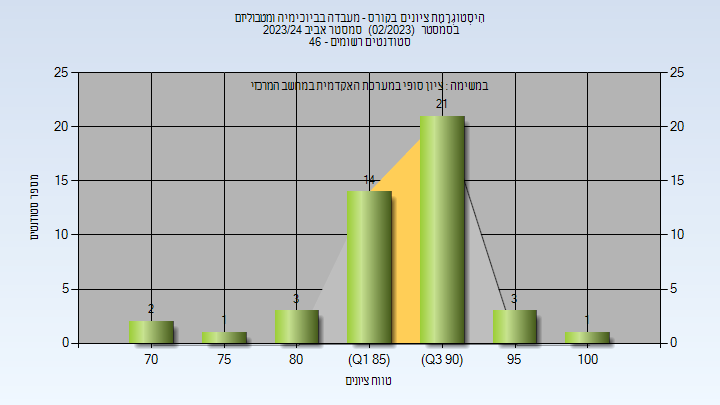 היסטוגרמת ציונים בקורס - מעבדה בביוכימיה ומטבוליזם
בסמסטר (02/2023) סמסטר אביב 2023/24
סטודנטים רשומים - 46
במשימה : ציון סופי במערכת האקדמית במחשב המרכזי
25 25
20 20
15 15
10 10
5 5
0 0
2 1 3 14 21 3 1
70 75 80 (Q1 85) (Q3 90) 95 100
מספר סטודנטים
טווח ציונים